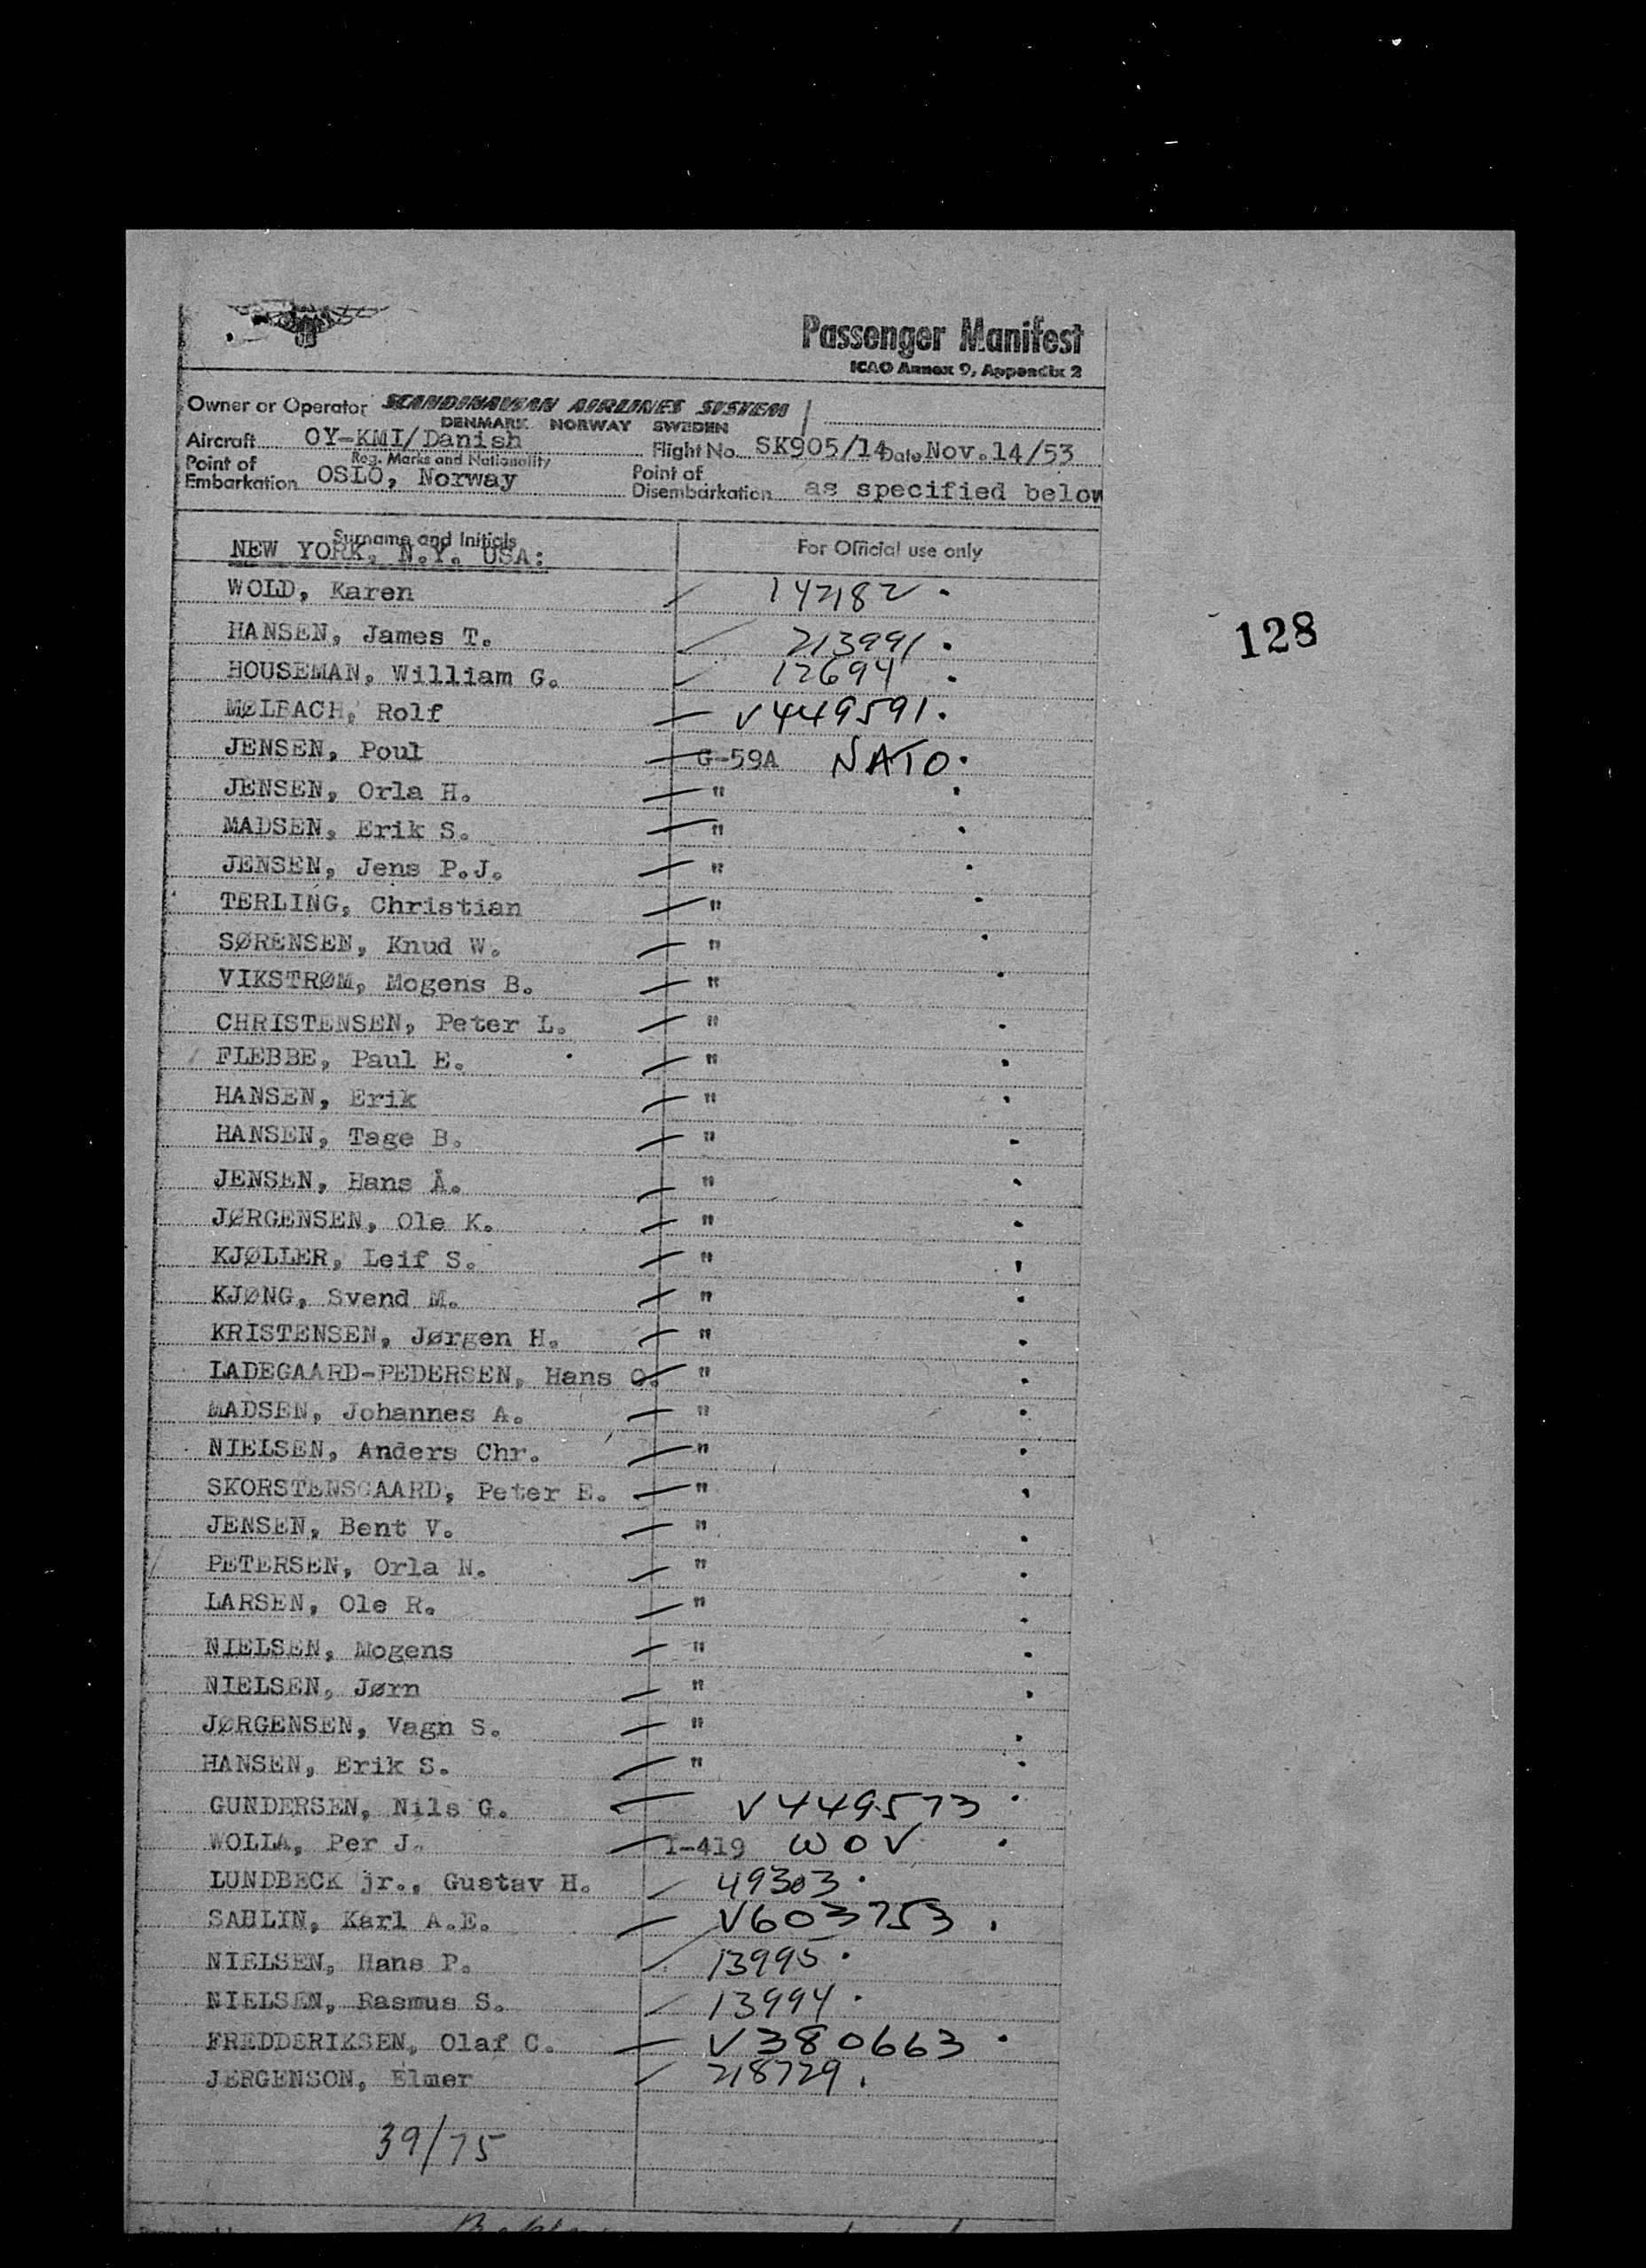 Passenger Manifest
ICAO Annex 9, Appendix 2
Owner or Operator SCANDINAVIAN AIRLINES SYSTEM
DENMARK NORWAY SWEDEN
Aircraft OY-KMI/Danish Flight No. SK905/14 Date Nov.14/53
Reg. Marks and Nationality
Point of Embarkation OSLO, Norway Point of Disembarkation as specified below
Surname and Initials For Official use only
NEW YORK, N.Y. USA:
WOLD, Karen 142182
128
HANSEN, James T. 213991
HOUSEMAN, William G. 12694
MØLBACH, Rolf V449591
JENSEN, Poul G-59A NATO
JENSEN, Orla H. "
MADSEN, Erik S. "
JENSEN, Jens P.J. "
TERLING, Christian "
SØRENSEN, Knud W. "
VIKSTRØM, Mogens B. "
CHRISTENSEN, Peter L. "
FLEBBE, Paul E. "
HANSEN, Erik "
HANSEN, Tage B. "
JENSEN, Hans Å. "
JØRGENSEN, Ole K. "
KJØLLER, Leif S. "
KJØNG, Svend M. "
KRISTENSEN, Jørgen H. "
LADEGAARD-PEDERSEN, Hans O. "
MADSEN, Johannes A. "
NIELSEN, Anders Chr. "
SKORSTENSGAARD, Peter E. "
JENSEN, Bent V. "
PETERSEN, Orla N. "
LARSEN, Ole R. "
NIELSEN, Mogens "
NIELSEN, Jørn "
JØRGENSEN, Vagn S. "
HANSEN, Erik S. "
GUNDERSEN, Nils G. V449573
WOLLA, Per J. I-419 WOV
LUNDBECK jr., Gustav H. 49303
SAHLIN, Karl A.E. V603753
NIELSEN, Hans P. 13995
NIELSEN, Rasmus S. 13994
FREDDERIKSEN, Olaf C. V380663
JERGENSON, Elmer 218729
39/75